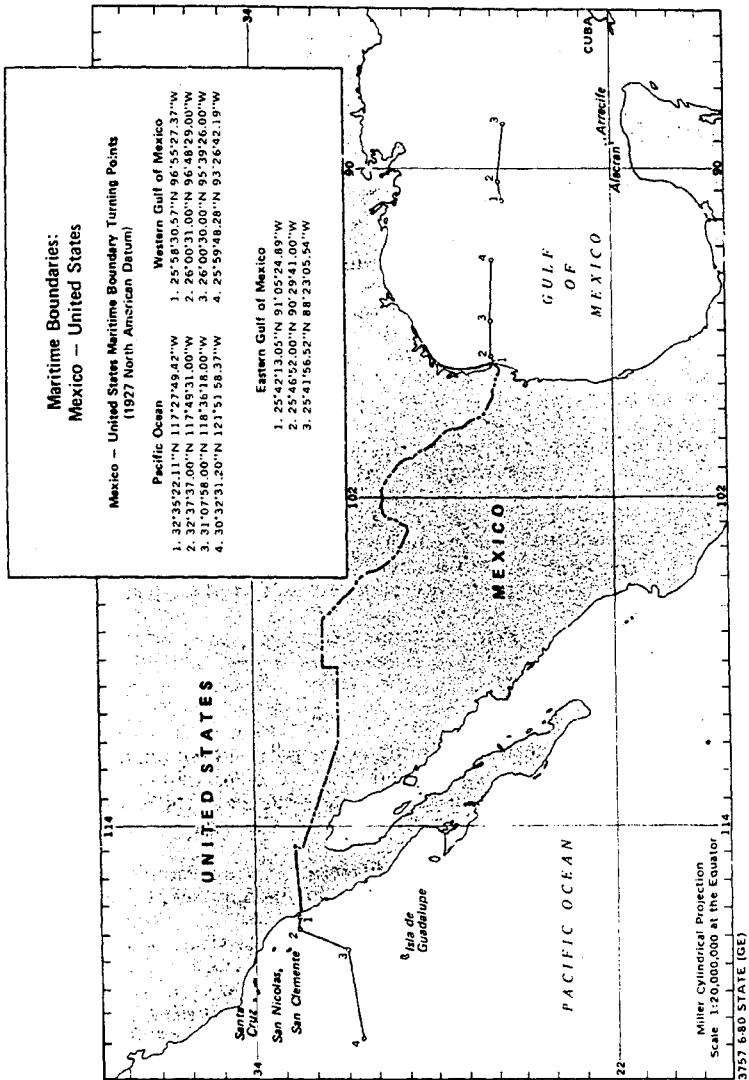 Maritime Boundaries:
Mexico – United States
Mexico – United States Maritime Boundary Turning Points
(1927 North American Datum)
Pacific Ocean
1. 32°35'22.11"N 117°27'49.42"W
2. 32°37'37.00"N 117°49'31.00"W
3. 31°07'58.00"N 118°36'18.00"W
4. 30°32'31.20"N 121°51 58.37"W
Western Gulf of Mexico
1. 25°58'30.57"N 96°55'27.37"W
2. 26°00'31.00"N 96°48'29.00"W
3. 26°00'30.00"N 95°39'26.00"W
4. 25°59'48.28"N 93°26'42.19"W
Eastern Gulf of Mexico
1. 25°42'13.05"N 91°05'24.89"W
2. 25°46'52.00"N 90°29'41.00"W
3. 25°41'56.52"N 88°23'05.54"W
114
102
90
34
34
UNITED STATES
Santa
Cruz
San Nicolas
San Clemente
2
1
3
4
Isla de
Guadalupe
MEXICO
2
1
3
4
1
2
3
GULF
OF
MEXICO
Arrecife
Alacran
CUBA
PACIFIC OCEAN
22
114
102
90
Miller Cylindrical Projection
Scale 1:20,000,000 at the Equator
3757 6-80 STATE (GE)